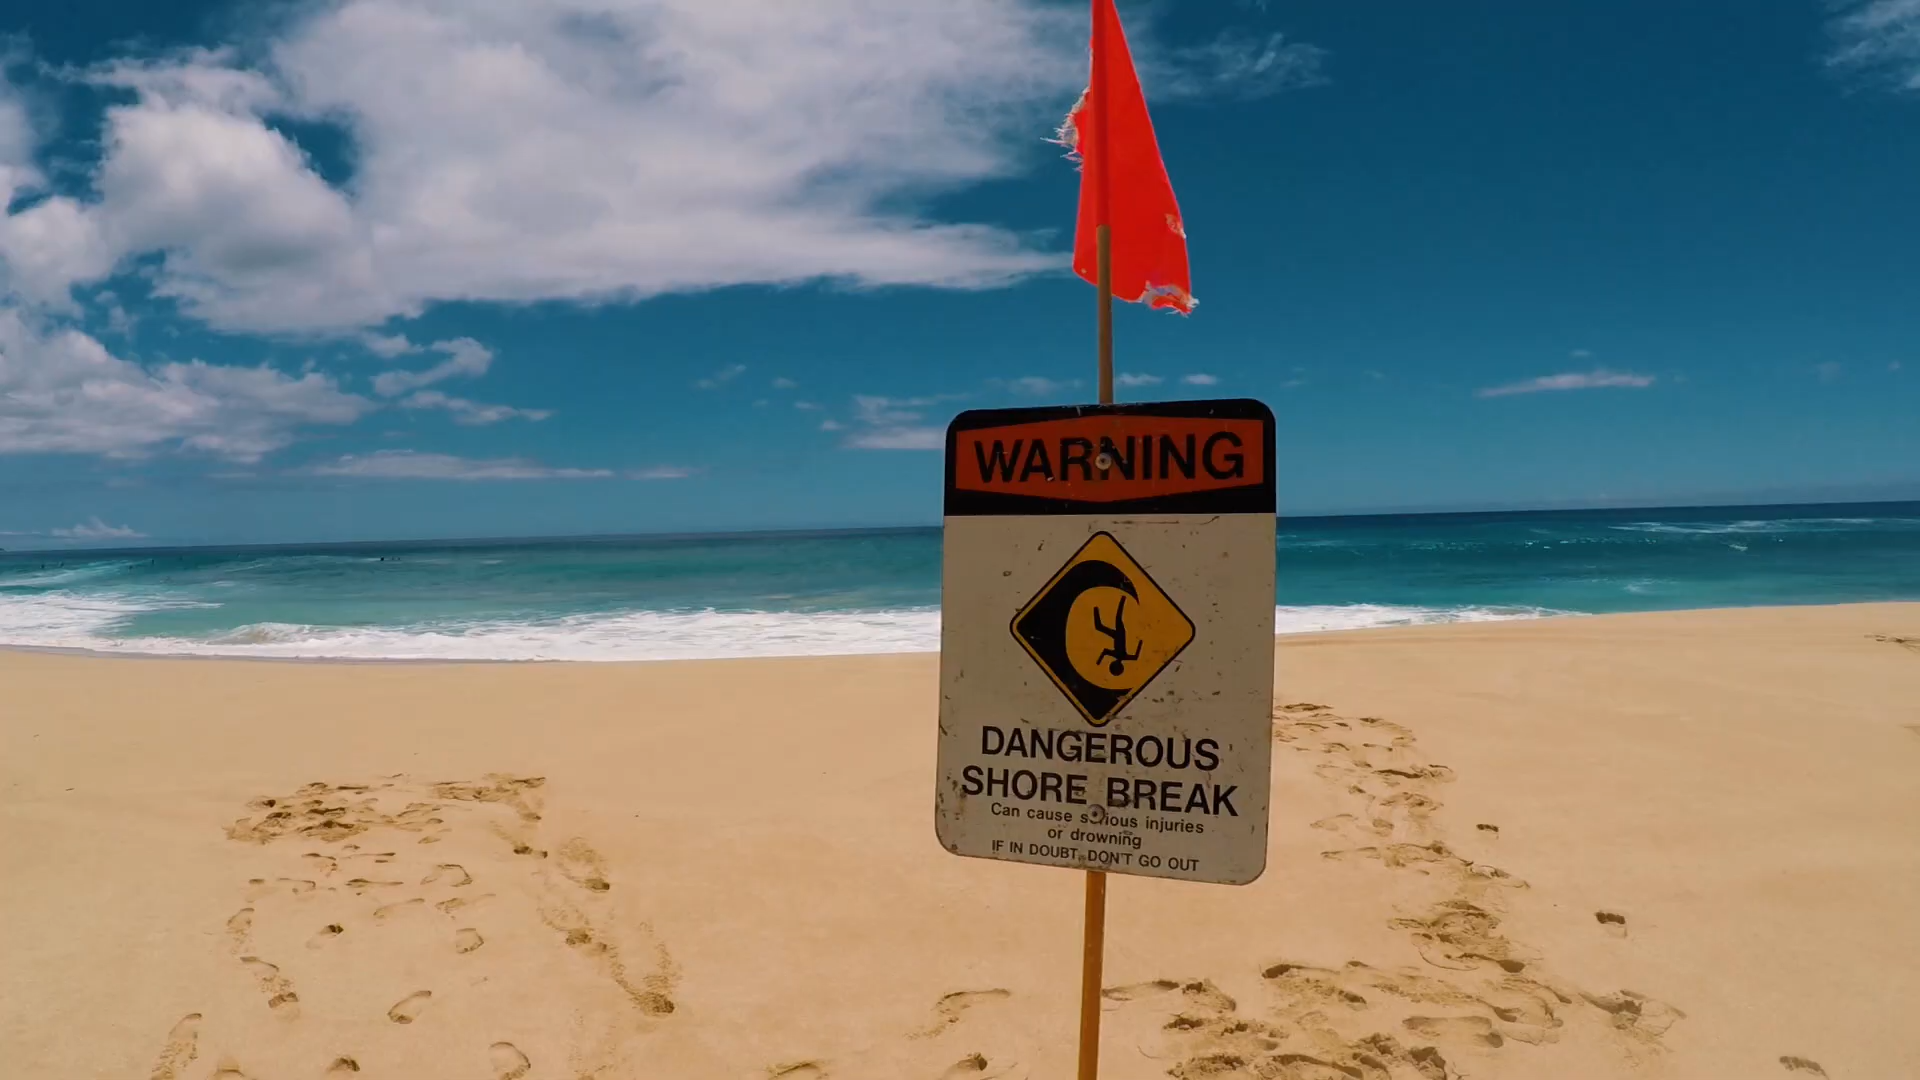 WARNING
DANGEROUS
SHORE BREAK
Can cause serious injuries
or drowning
IF IN DOUBT, DON'T GO OUT